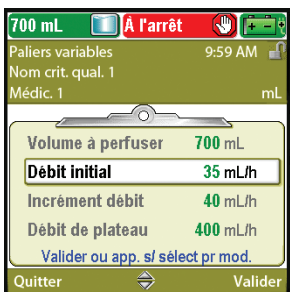 700 mL À l'arrêt
Paliers variables 9:59 AM
Nom crit. qual. 1
Médic. 1 mL
Volume à perfuser 700 mL
Débit initial 35 mL/h
Incrément débit 40 mL/h
Débit de plateau 400 mL/h
Valider ou app. s/ sélect pr mod.
Quitter Valider